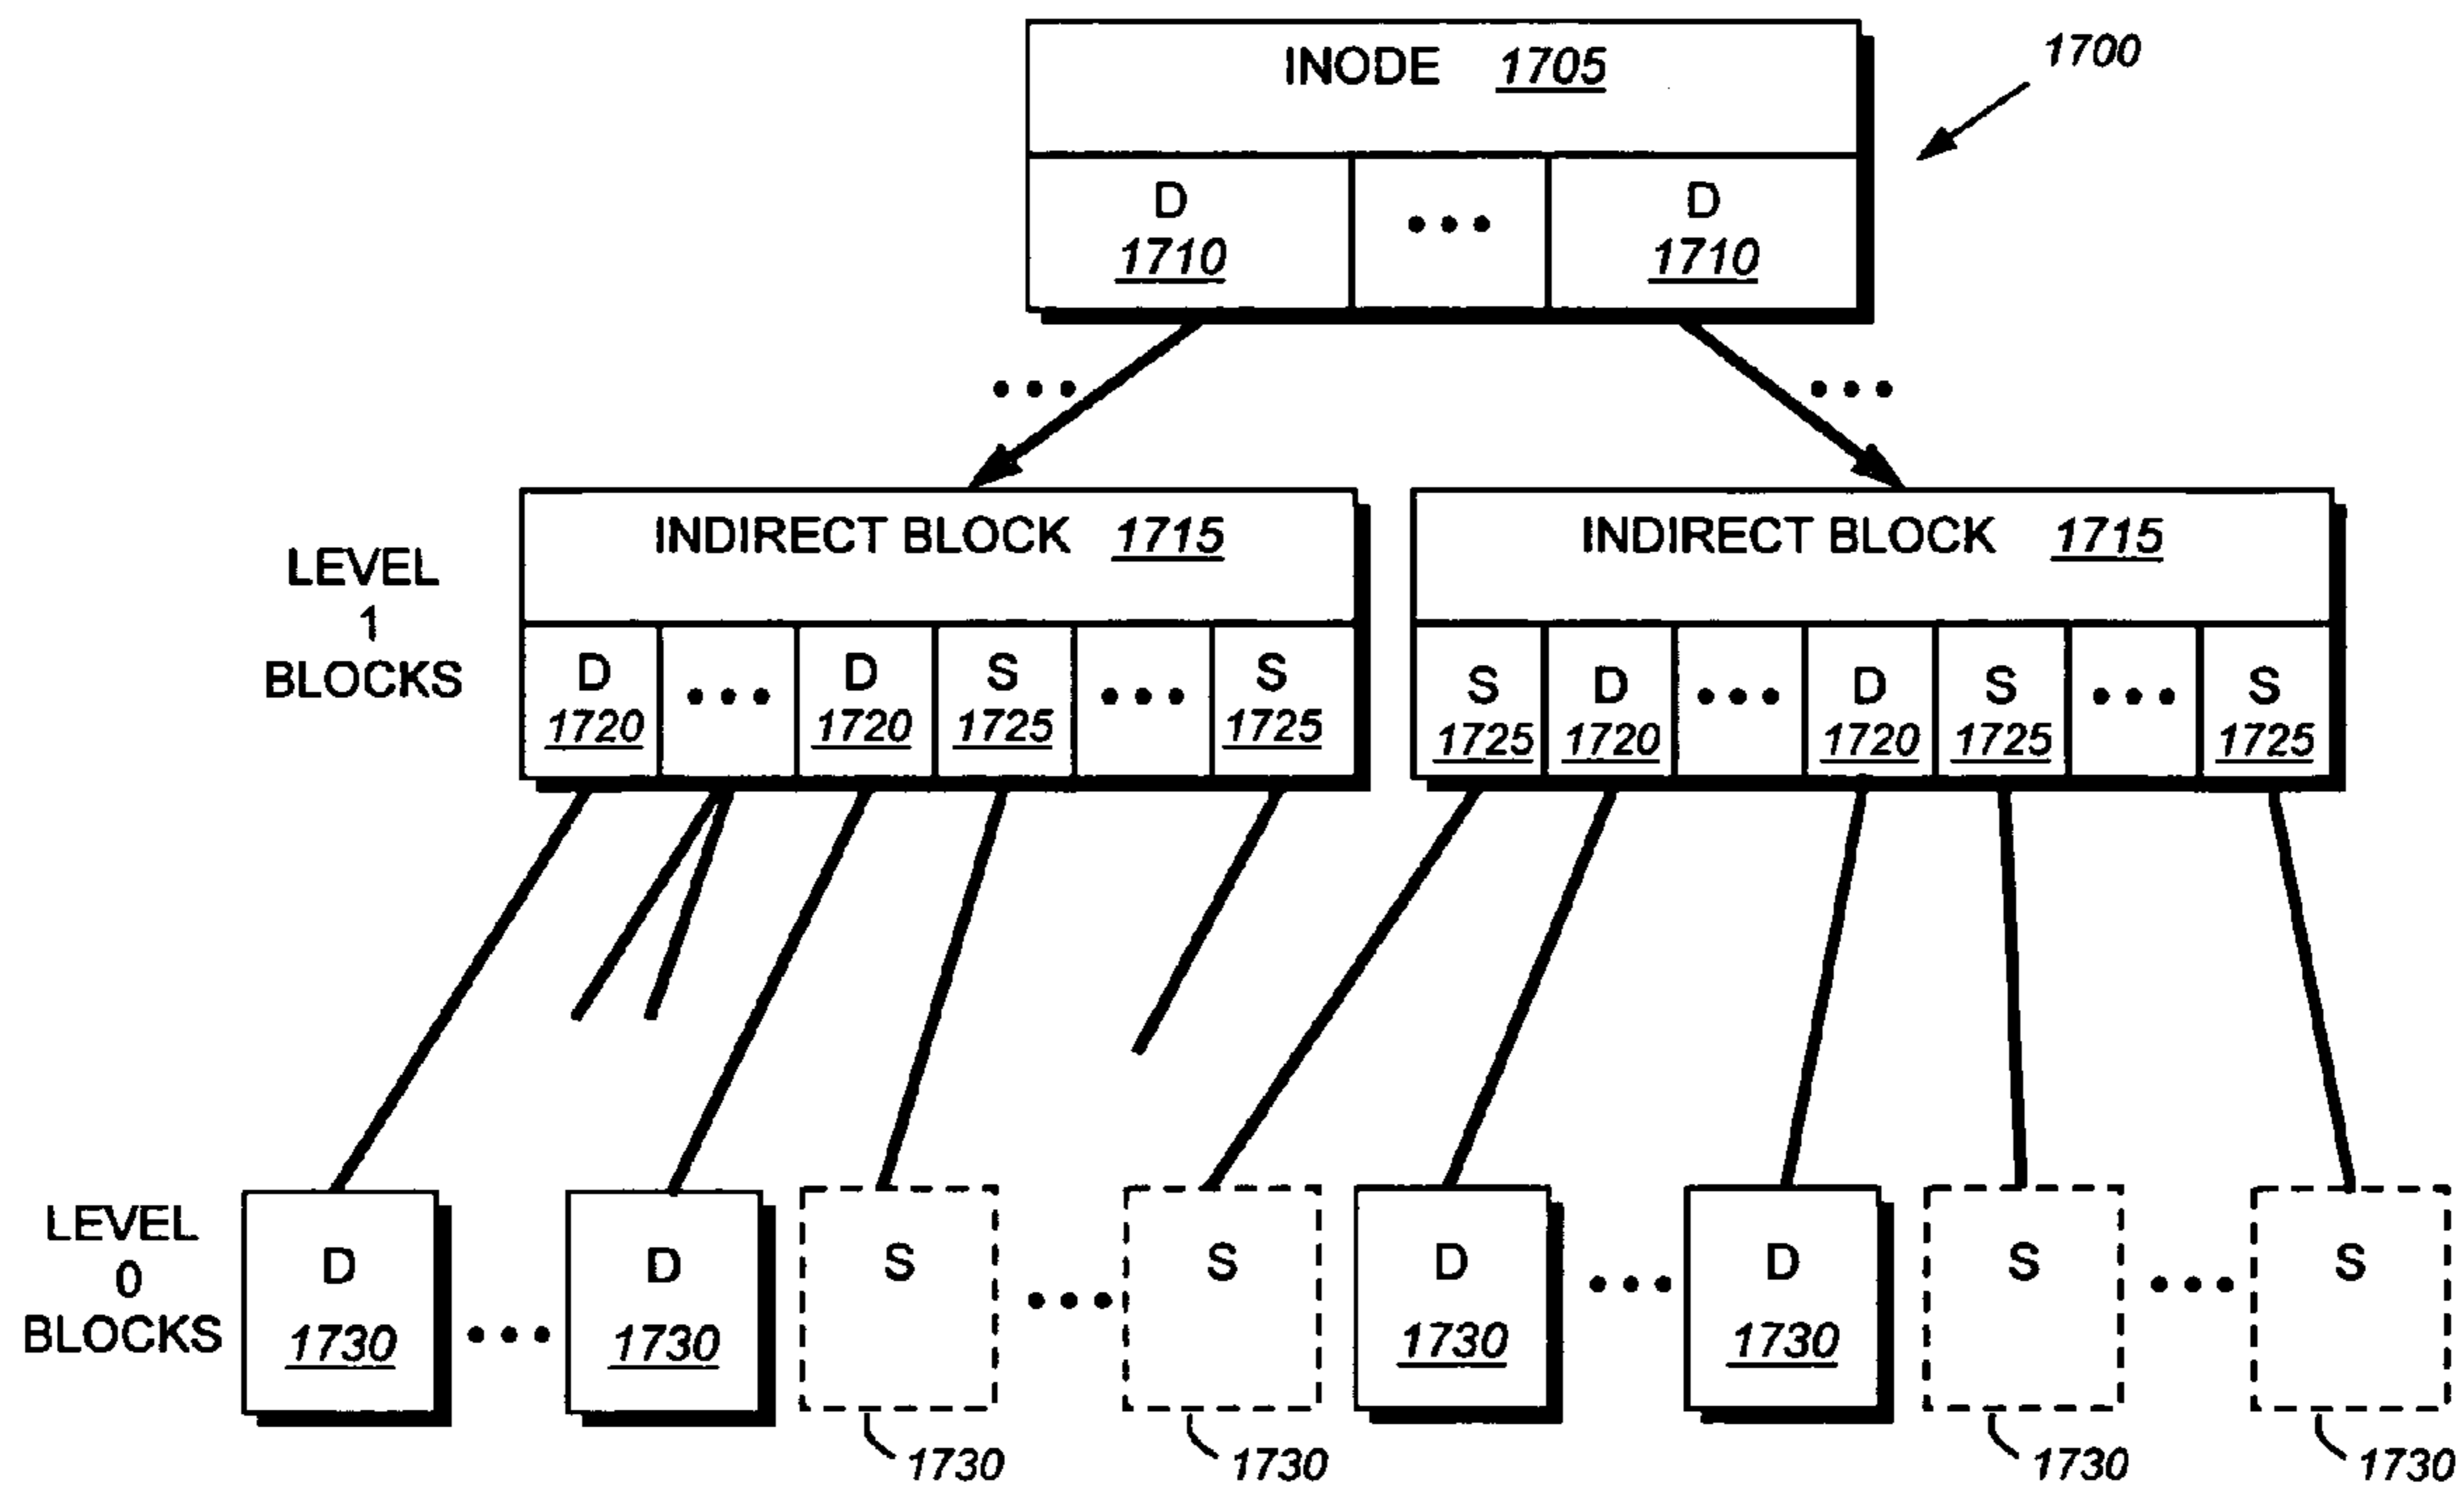 1700
INODE 1705
D ••• D
1710 1710
••• •••
INDIRECT BLOCK 1715 INDIRECT BLOCK 1715
LEVEL
1
BLOCKS
D ••• D S ••• S S D ••• D S ••• S
1720 1720 1725 1725 1725 1720 1720 1725 1725
LEVEL
0
BLOCKS
D ••• D S ••• S D ••• D S ••• S
1730 1730 1730 1730
1730 1730 1730 1730